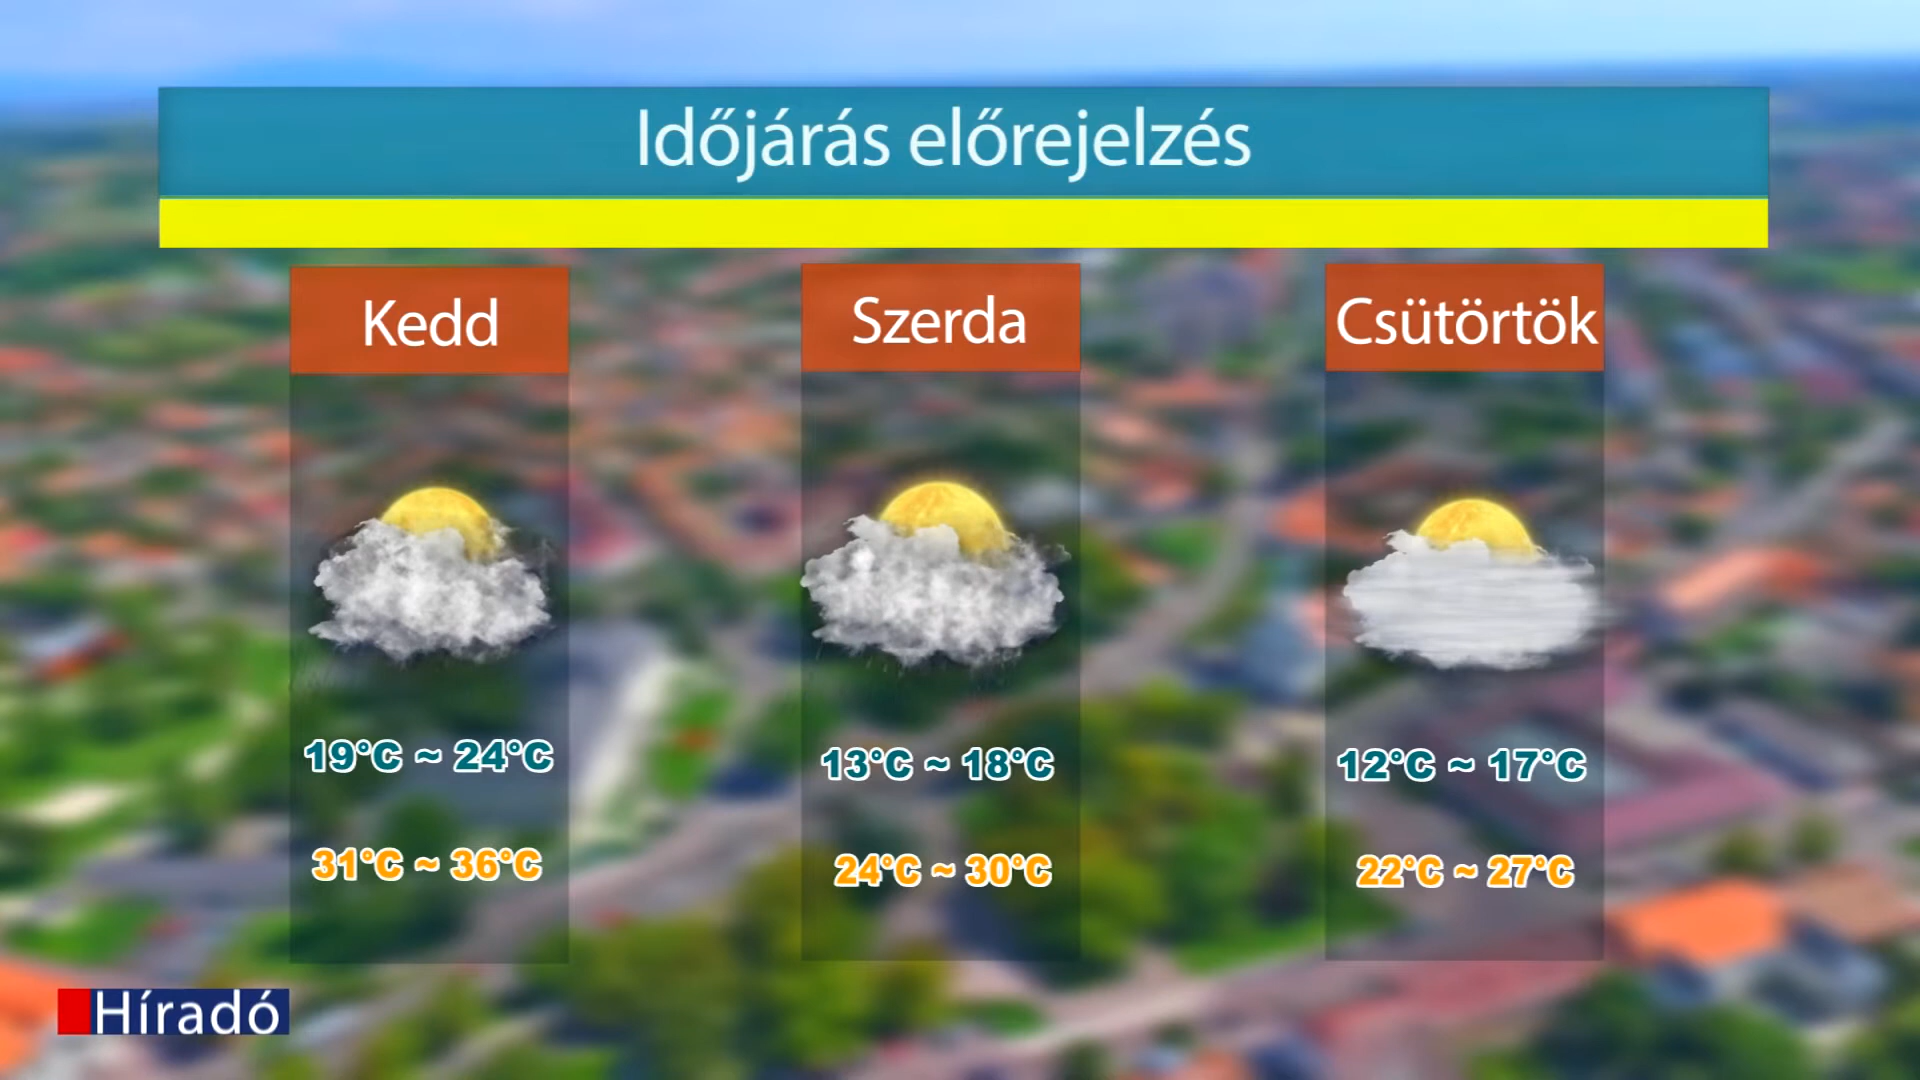 Időjárás előrejelzés
Kedd
Szerda
Csütörtök
19°C ~ 24°C
13°C ~ 18°C
12°C ~ 17°C
31°C ~ 36°C
24°C ~ 30°C
22°C ~ 27°C
Híradó